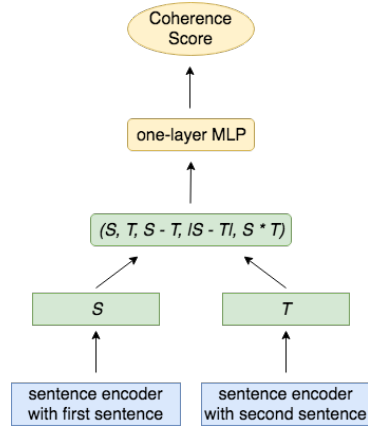 Coherence
Score
one-layer MLP
(S, T, S - T, |S - T|, S * T)
S
T
sentence encoder
with first sentence
sentence encoder
with second sentence